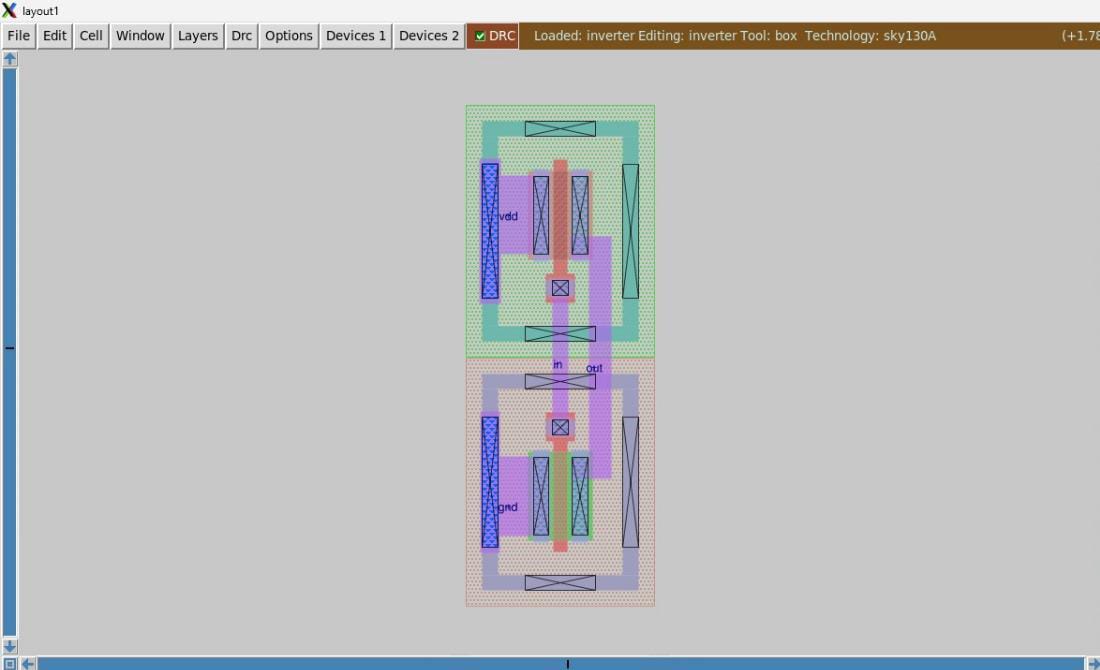 layout1
File Edit Cell Window Layers Drc Options Devices 1 Devices 2 DRC Loaded: inverter Editing: inverter Tool: box Technology: sky130A (+1.78
vdd
in
out
gnd